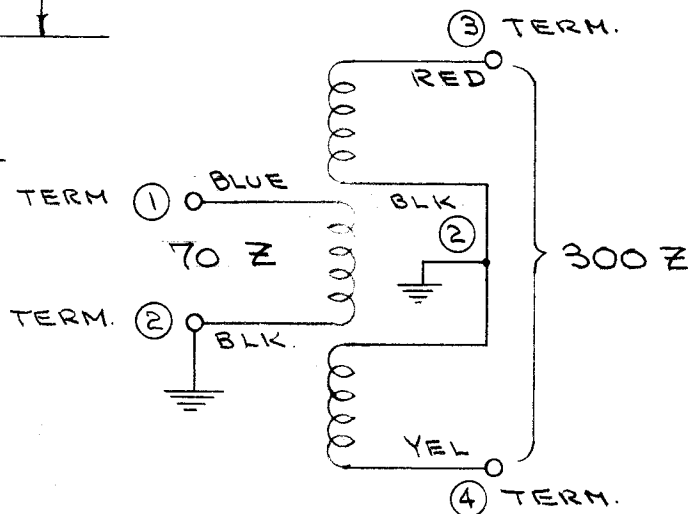 3 TERM.
RED
TERM 1 BLUE
BLK.
2
70 Z
300 Z
TERM. 2
BLK.
YEL
4 TERM.